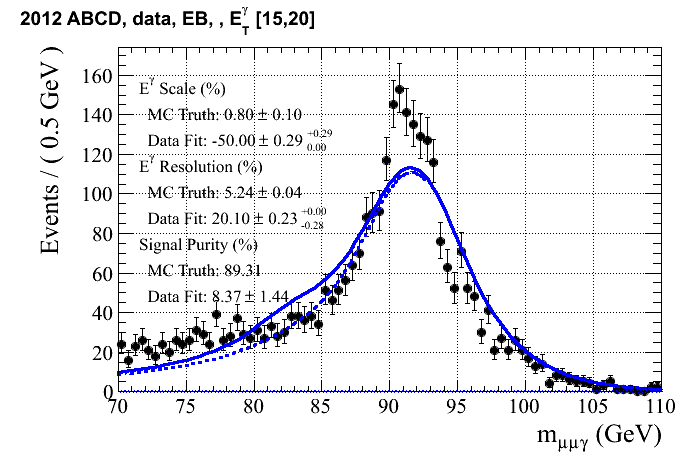 2012 ABCD, data, EB, , E_T^γ [15,20]
E^γ Scale (%)
MC Truth: 0.80 ± 0.10
Data Fit: -50.00 ± 0.29 +0.29 0.00
E^γ Resolution (%)
MC Truth: 5.24 ± 0.04
Data Fit: 20.10 ± 0.23 +0.00 -0.28
Signal Purity (%)
MC Truth: 89.31
Data Fit: 8.37 ± 1.44
Events / ( 0.5 GeV )
160
140
120
100
80
60
40
20
0
70 75 80 85 90 95 100 105 110
m_μμγ (GeV)